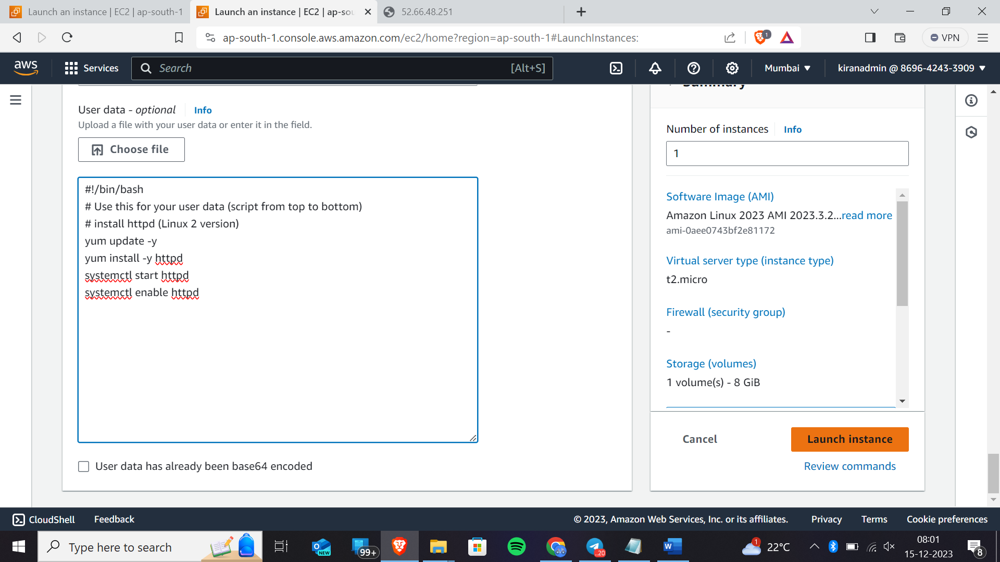 Launch an instance | EC2 | ap-south-1
Launch an instance | EC2 | ap-sou
52.66.48.251
ap-south-1.console.aws.amazon.com/ec2/home?region=ap-south-1#LaunchInstances:
1
VPN
aws
Services
Search
[Alt+S]
Mumbai
kiranadmin @ 8696-4243-3909
Summary
User data - optional
Info
Upload a file with your user data or enter it in the field.
Choose file
#!/bin/bash
# Use this for your user data (script from top to bottom)
# install httpd (Linux 2 version)
yum update -y
yum install -y httpd
systemctl start httpd
systemctl enable httpd
User data has already been base64 encoded
Number of instances
Info
1
Software Image (AMI)
Amazon Linux 2023 AMI 2023.3.2...read more
ami-0aee0743bf2e81172
Virtual server type (instance type)
t2.micro
Firewall (security group)
-
Storage (volumes)
1 volume(s) - 8 GiB
Cancel
Launch instance
Review commands
CloudShell
Feedback
© 2023, Amazon Web Services, Inc. or its affiliates.
Privacy
Terms
Cookie preferences
Type here to search
NEW
99+
..20
W
1
22°C
08:01
15-12-2023
8